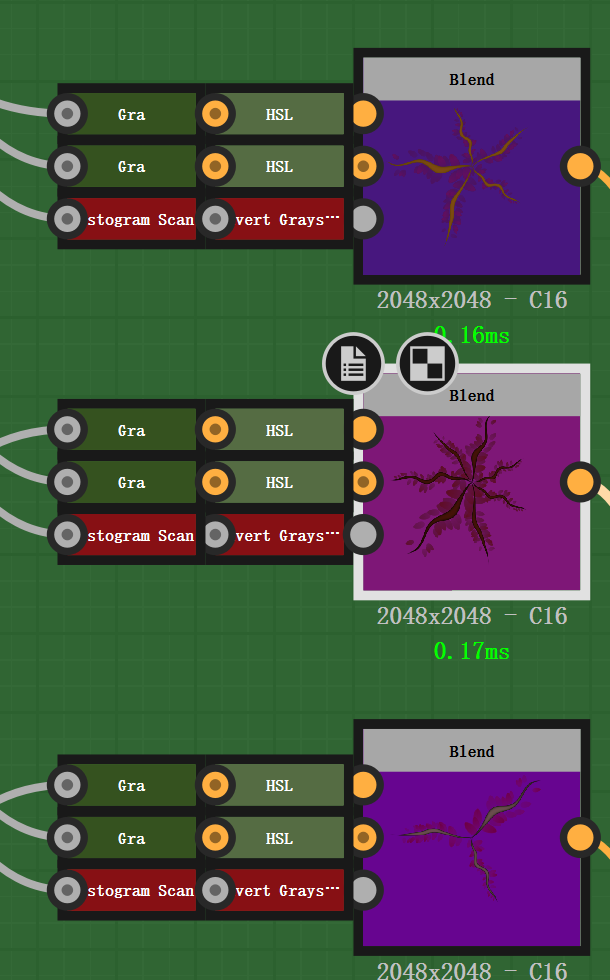 Blend
Gra HSL
Gra HSL
stogram Scan vert Grays…
2048x2048 - C16
0.16ms
Blend
Gra HSL
Gra HSL
stogram Scan vert Grays…
2048x2048 - C16
0.17ms
Blend
Gra HSL
Gra HSL
stogram Scan vert Grays…
2048x2048 - C16